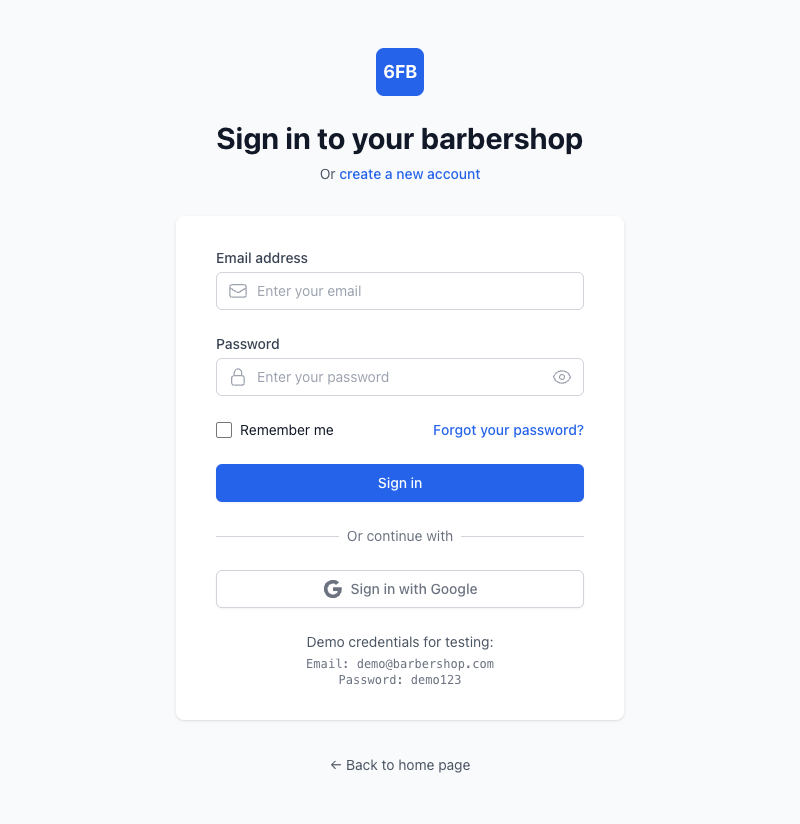 6FB
Sign in to your barbershop
Or create a new account
Email address
Enter your email
Password
Enter your password
Remember me
Forgot your password?
Sign in
Or continue with
Sign in with Google
Demo credentials for testing:
Email: demo@barbershop.com
Password: demo123
← Back to home page